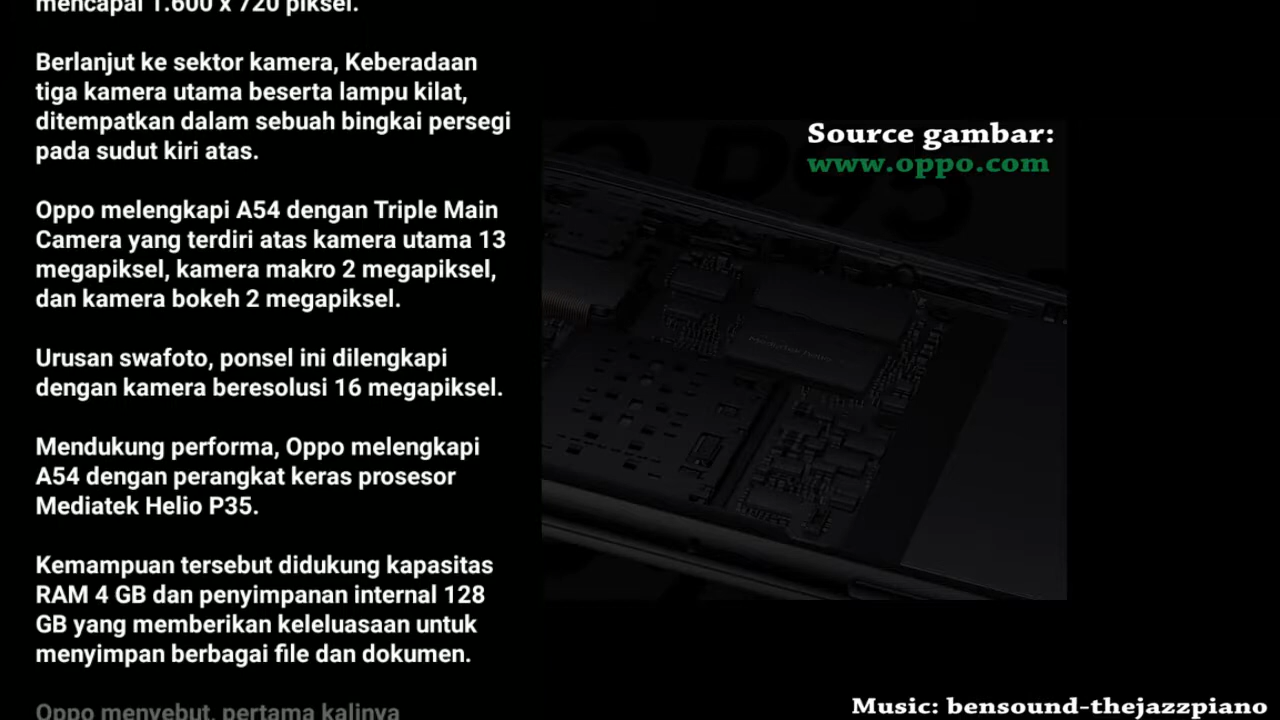 mencapai 1.600 x 720 piksel.
Berlanjut ke sektor kamera, Keberadaan
tiga kamera utama beserta lampu kilat,
ditempatkan dalam sebuah bingkai persegi
pada sudut kiri atas.
Oppo melengkapi A54 dengan Triple Main
Camera yang terdiri atas kamera utama 13
megapiksel, kamera makro 2 megapiksel,
dan kamera bokeh 2 megapiksel.
Urusan swafoto, ponsel ini dilengkapi
dengan kamera beresolusi 16 megapiksel.
Mendukung performa, Oppo melengkapi
A54 dengan perangkat keras prosesor
Mediatek Helio P35.
Kemampuan tersebut didukung kapasitas
RAM 4 GB dan penyimpanan internal 128
GB yang memberikan keleluasaan untuk
menyimpan berbagai file dan dokumen.
Oppo menyebut, pertama kalinya
Source gambar:
www.oppo.com
Music: bensound-thejazzpiano